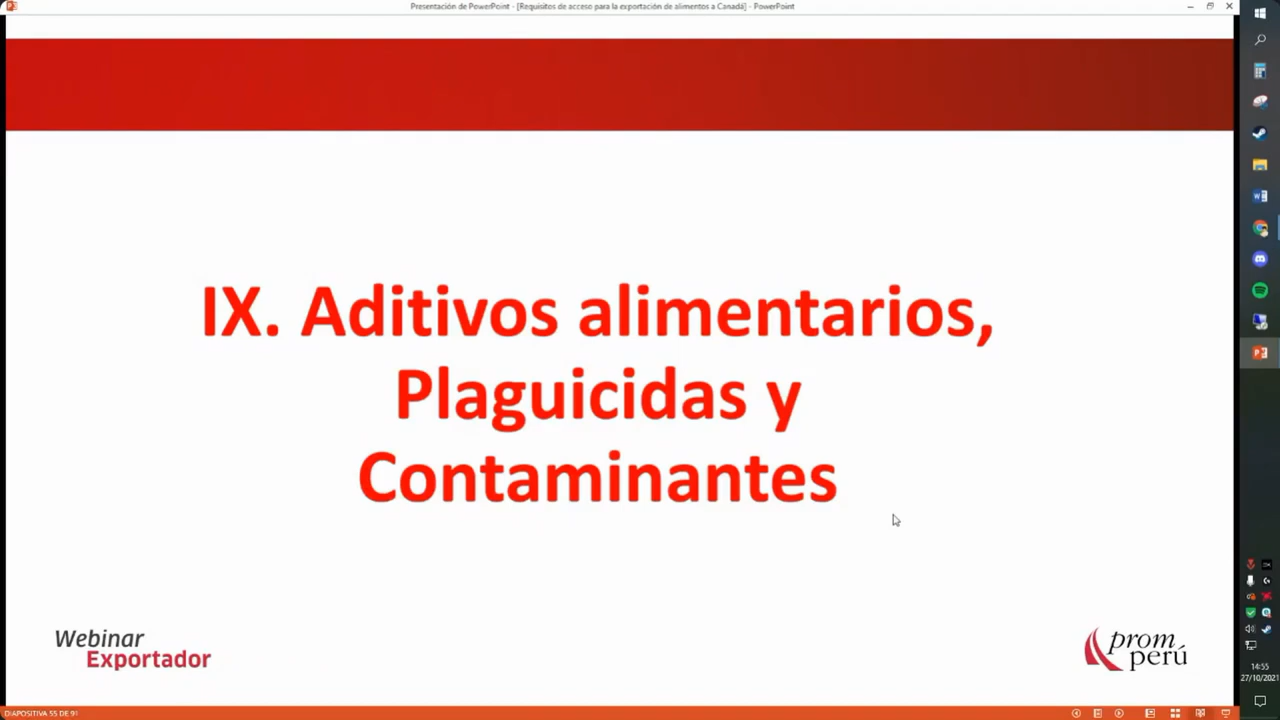 Presentación de PowerPoint - [Requisitos de acceso para la exportación de alimentos a Canadá] - PowerPoint
IX. Aditivos alimentarios,
Plaguicidas y
Contaminantes
Webinar
Exportador
prom
perú
14:55
27/10/2021
DIAPOSITIVA 55 DE 91